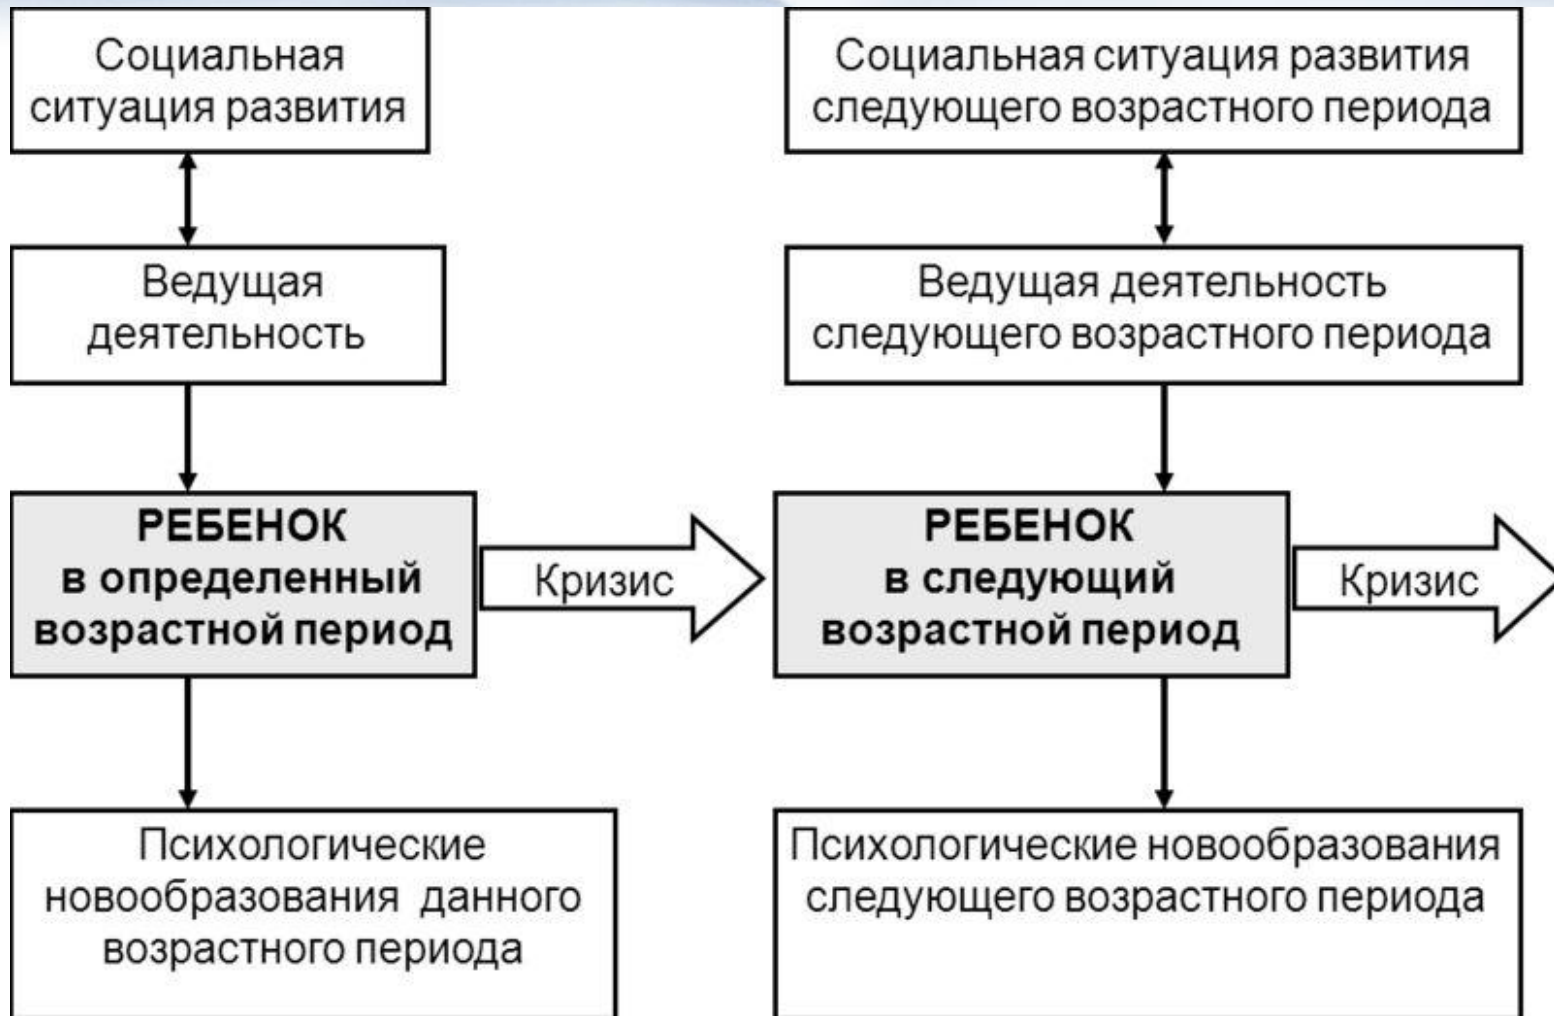 Социальная
ситуация развития
Ведущая
деятельность
РЕБЕНОК
в определенный
возрастной период
Кризис
Психологические
новообразования данного
возрастного периода
Социальная ситуация развития
следующего возрастного периода
Ведущая деятельность
следующего возрастного периода
РЕБЕНОК
в следующий
возрастной период
Кризис
Психологические новообразования
следующего возрастного периода